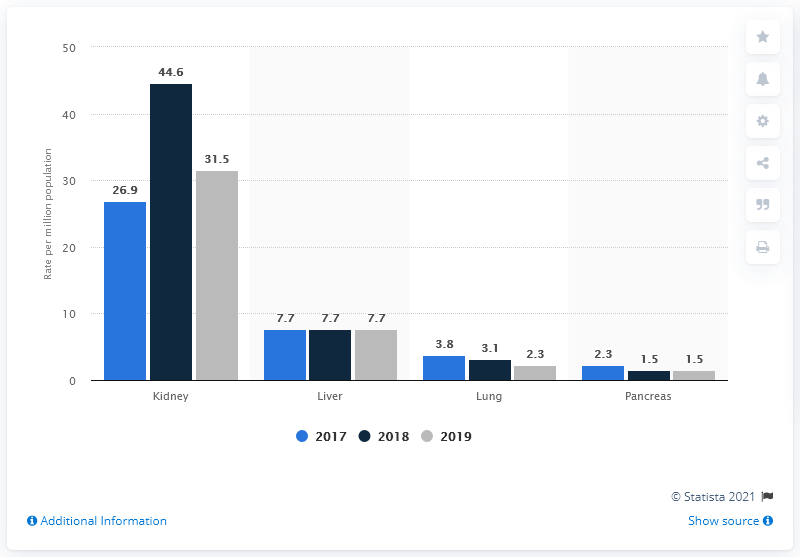 50
40
30
20
10
0
Rate per million population
26.9
44.6
31.5
7.7
7.7
7.7
3.8
3.1
2.3
2.3
1.5
1.5
Kidney
Liver
Lung
Pancreas
2017
2018
2019
© Statista 2021
Additional Information
Show source